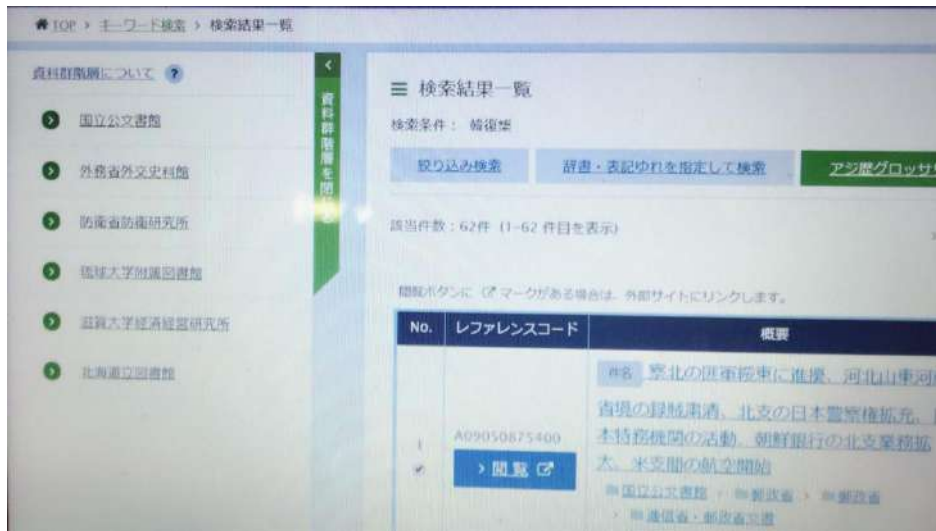 TOP > キーワード検索 > 検索結果一覧
資料群階層について ?
国立公文書館
外務省外交史料館
防衛省防衛研究所
琉球大学附属図書館
滋賀大学経済経営研究所
北海道立図書館
資料群階層を閉じる
検索結果一覧
検索条件： 韓復榘
絞り込み検索
辞書・表記ゆれを指定して検索
アジ歴グロッサリ
該当件数：62件 (1-62 件目を表示)
閲覧ボタンに マークがある場合は、外部サイトにリンクします。
No.
レファレンスコード
概要
1
A09050875400
> 閲覧
件名 察北の匪軍綏東に進擾、河北山東河
省境の録賊粛清、北支の日本警察権拡充、
本特務機関の活動、朝鮮銀行の北支業務拡
大、米支間の航空開始
国立公文書館 > 郵政省 > 郵政省
> 逓信省・郵政省文書